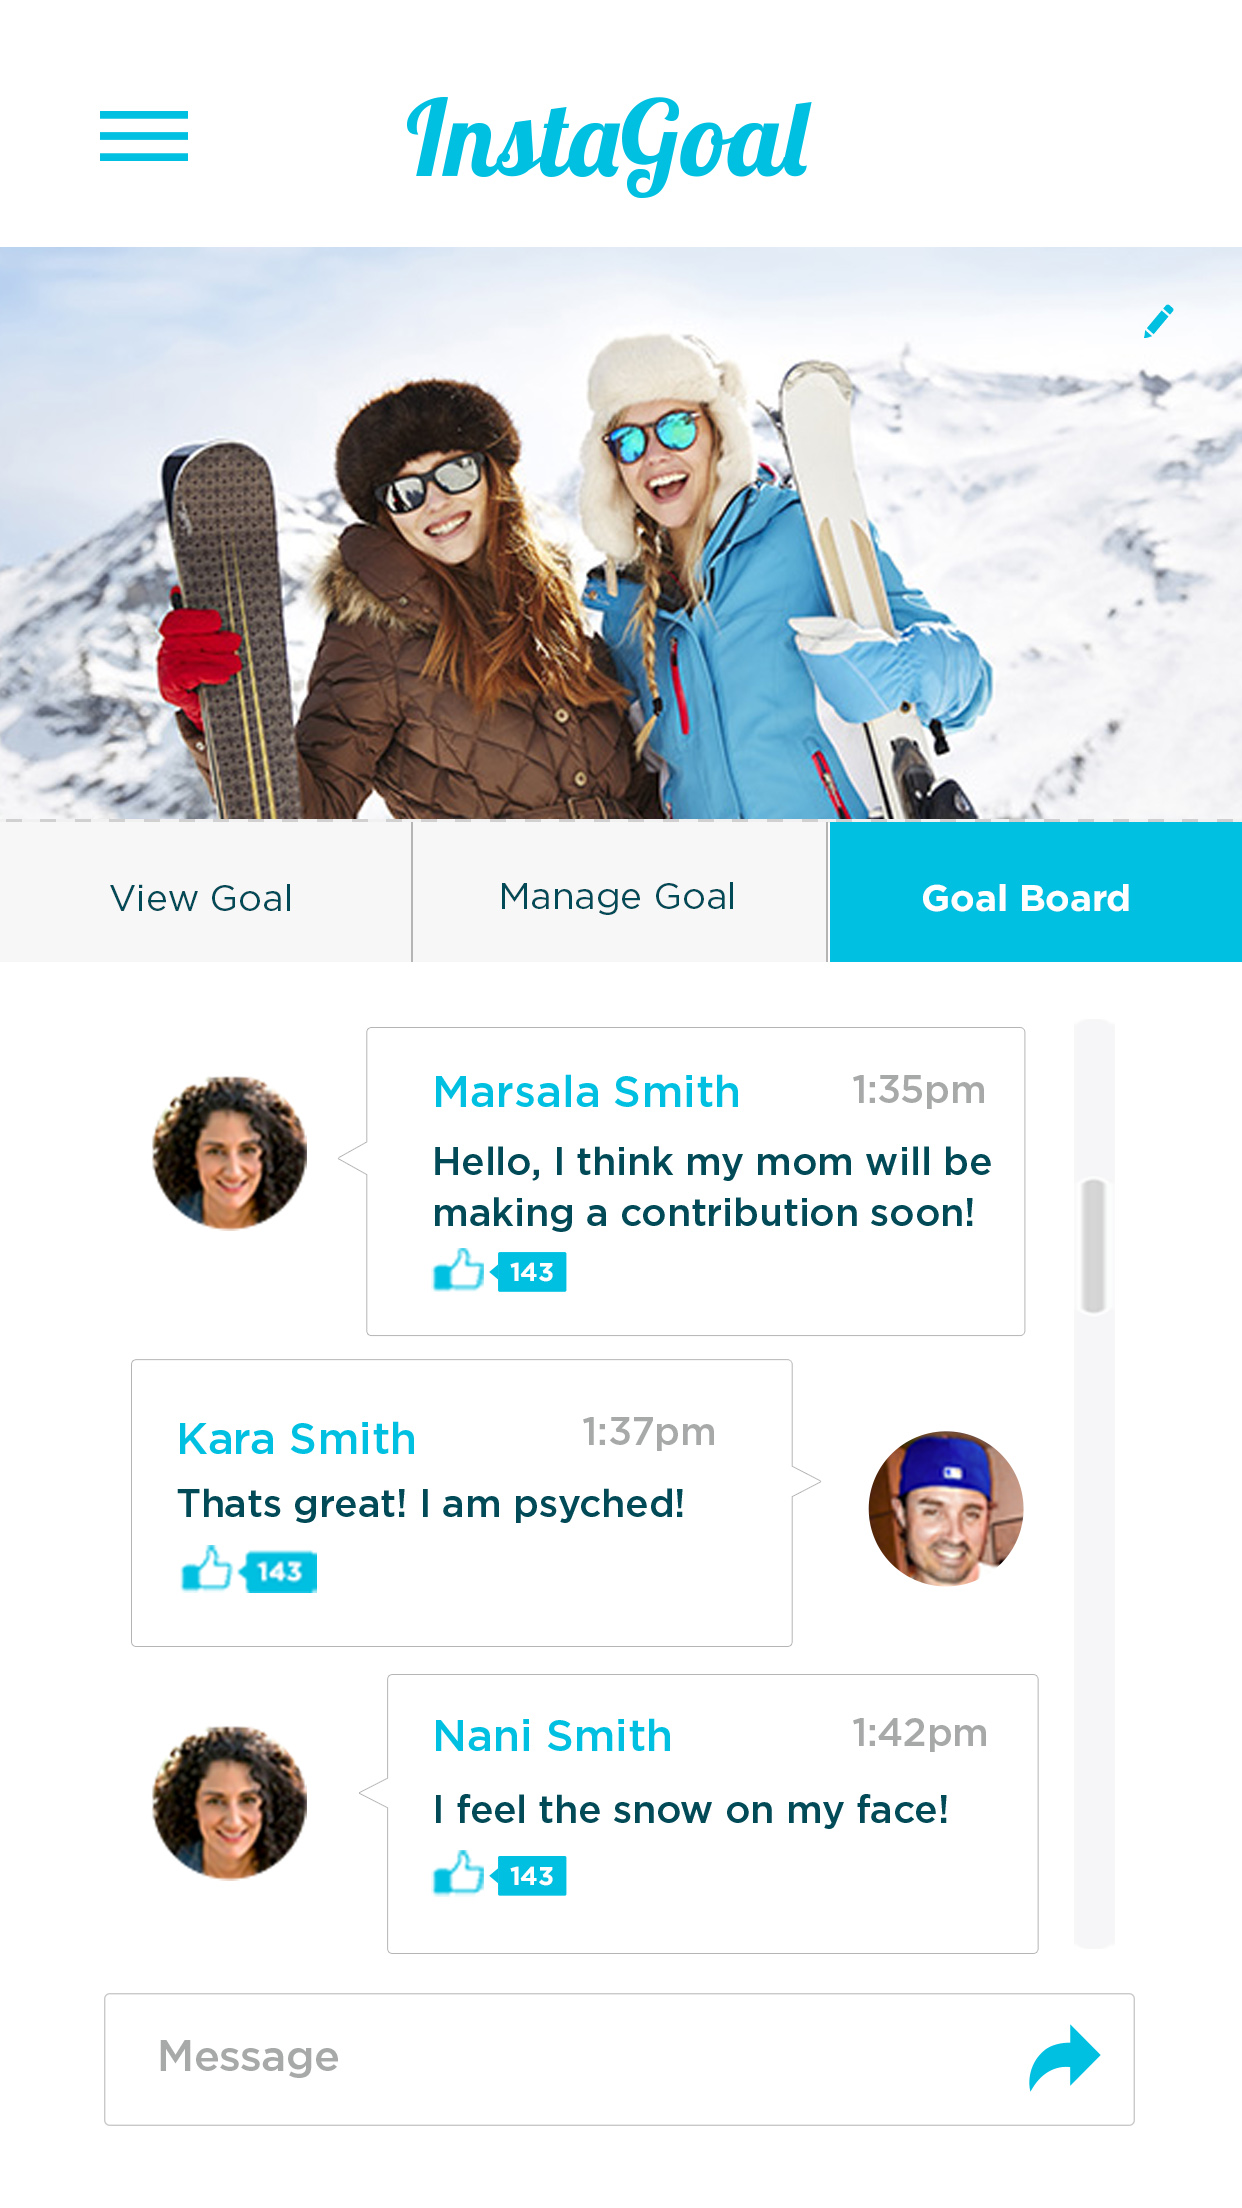 InstaGoal
View Goal
Manage Goal
Goal Board
Marsala Smith
1:35pm
Hello, I think my mom will be
making a contribution soon!
143
Kara Smith
1:37pm
Thats great! I am psyched!
143
Nani Smith
1:42pm
I feel the snow on my face!
143
Message